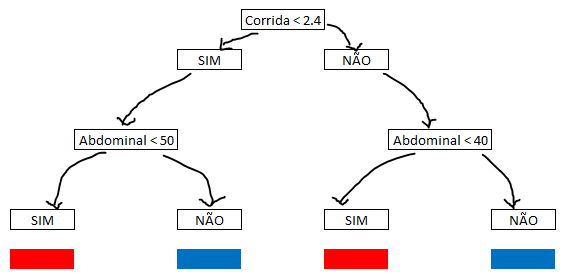 Corrida < 2.4
SIM
NÃO
Abdominal < 50
Abdominal < 40
SIM
NÃO
SIM
NÃO